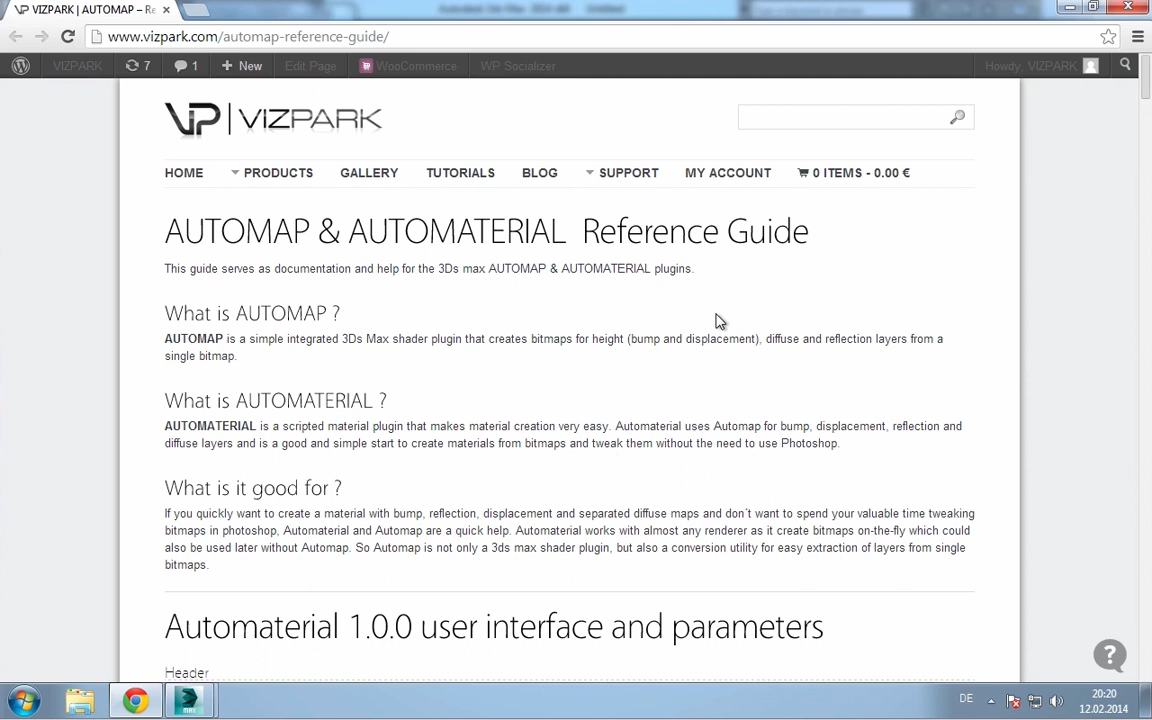 VIZPARK | AUTOMAP – Re
www.vizpark.com/automap-reference-guide/
VIZPARK 7 1 New Edit Page WooCommerce WP Socializer Howdy, VIZPARK
VP | VIZPARK
HOME PRODUCTS GALLERY TUTORIALS BLOG SUPPORT MY ACCOUNT 0 ITEMS - 0.00 €
AUTOMAP & AUTOMATERIAL Reference Guide
This guide serves as documentation and help for the 3Ds max AUTOMAP & AUTOMATERIAL plugins.
What is AUTOMAP ?
AUTOMAP is a simple integrated 3Ds Max shader plugin that creates bitmaps for height (bump and displacement), diffuse and reflection layers from a
single bitmap.
What is AUTOMATERIAL ?
AUTOMATERIAL is a scripted material plugin that makes material creation very easy. Automaterial uses Automap for bump, displacement, reflection and
diffuse layers and is a good and simple start to create materials from bitmaps and tweak them without the need to use Photoshop.
What is it good for ?
If you quickly want to create a material with bump, reflection, displacement and separated diffuse maps and don´t want to spend your valuable time tweaking
bitmaps in photoshop, Automaterial and Automap are a quick help. Automaterial works with almost any renderer as it create bitmaps on-the-fly which could
also be used later without Automap. So Automap is not only a 3ds max shader plugin, but also a conversion utility for easy extraction of layers from single
bitmaps.
Automaterial 1.0.0 user interface and parameters
Header
?
MAX
DE
20:20
12.02.2014